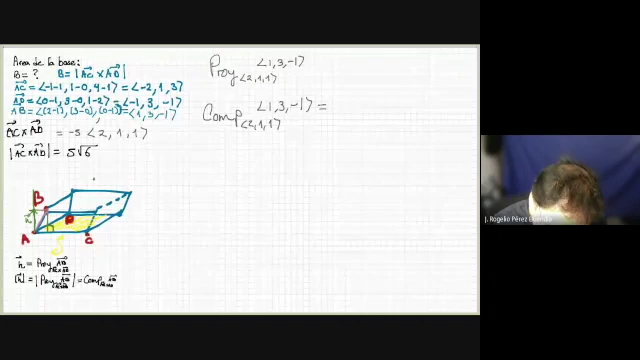 Area de la base:
B = ? B = |AC × AD|
AC = <-1-1, 1-0, 4-1> = <-2, 1, 3>
AD = <0-1, 3-0, 1-2> = <-1, 3, -1>
AB = <(2-1), (3-0), (0-1)> = <1, 3, -1>
AC × AD = -5 <2, 1, 1>
|AC × AD| = 5√6
Proy<2,1,1> <1, 3, -1>
Comp<2,1,1> <1, 3, -1> =
B
h
D
A
C
h = Proy AB
|h| = |Proy AB| = Comp AB